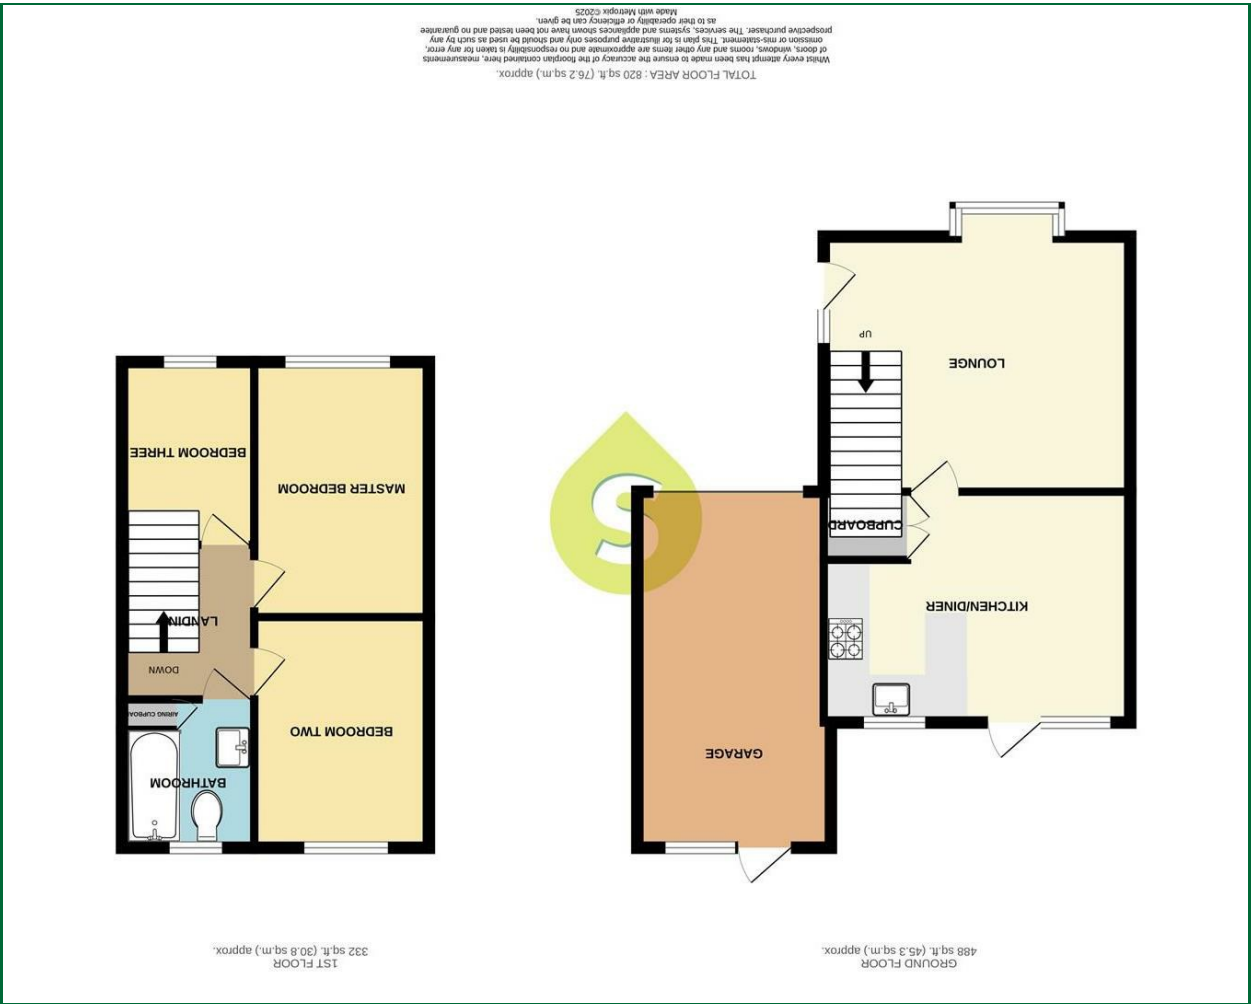 GROUND FLOOR
488 sq.ft. (45.3 sq.m.) approx.
1ST FLOOR
332 sq.ft. (30.8 sq.m.) approx.
GARAGE
KITCHEN/DINER
CUPBOARD
LOUNGE
UP
BEDROOM TWO
BATHROOM
AIRING CUPBOARD
DOWN
LANDING
MASTER BEDROOM
BEDROOM THREE
S
TOTAL FLOOR AREA : 820 sq.ft. (76.2 sq.m.) approx.
Whilst every attempt has been made to ensure the accuracy of the floorplan contained here, measurements
of doors, windows, rooms and any other items are approximate and no responsibility is taken for any error,
omission or mis-statement. This plan is for illustrative purposes only and should be used as such by any
prospective purchaser. The services, systems and appliances shown have not been tested and no guarantee
as to their operability or efficiency can be given.
Made with Metropix ©2025